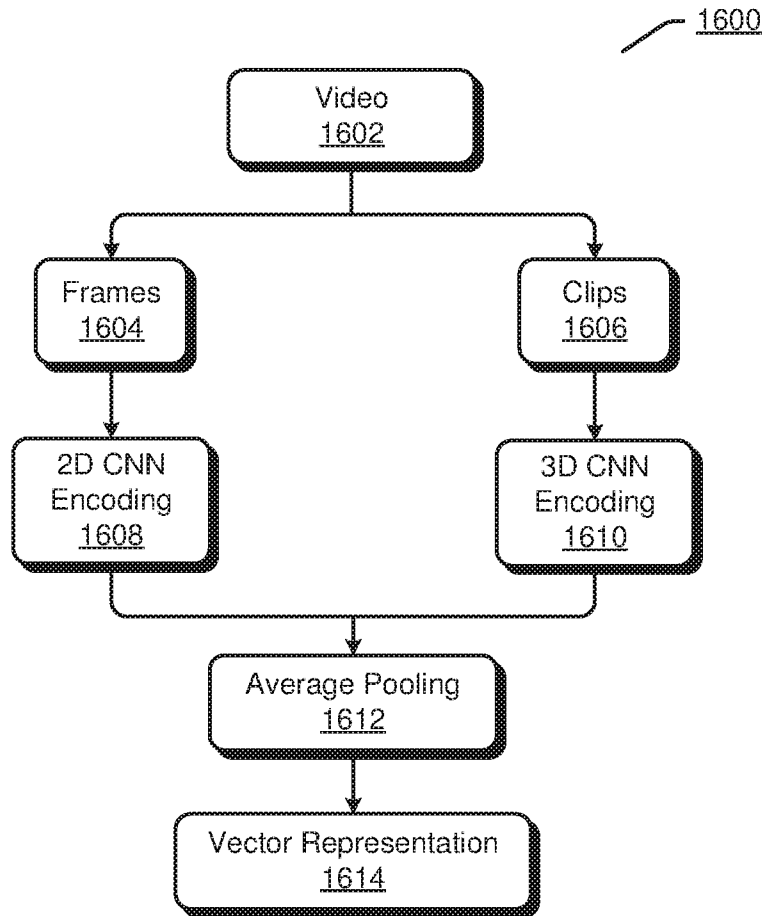 1600
Video
1602
Frames
1604
Clips
1606
2D CNN
Encoding
1608
3D CNN
Encoding
1610
Average Pooling
1612
Vector Representation
1614